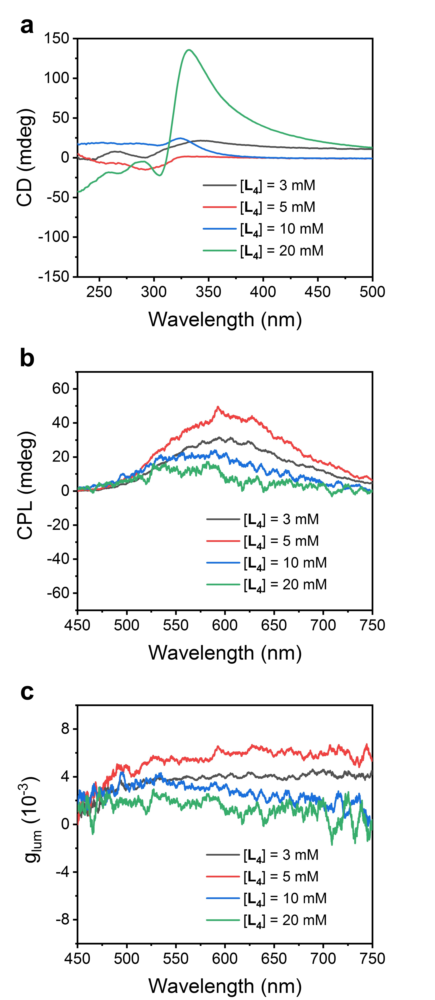 a
150
100
50
0
-50
-100
-150
CD (mdeg)
[L4] = 3 mM
[L4] = 5 mM
[L4] = 10 mM
[L4] = 20 mM
250 300 350 400 450 500
Wavelength (nm)
b
60
40
20
0
-20
-40
-60
CPL (mdeg)
[L4] = 3 mM
[L4] = 5 mM
[L4] = 10 mM
[L4] = 20 mM
450 500 550 600 650 700 750
Wavelength (nm)
c
8
4
0
-4
-8
glum (10-3)
[L4] = 3 mM
[L4] = 5 mM
[L4] = 10 mM
[L4] = 20 mM
450 500 550 600 650 700 750
Wavelength (nm)